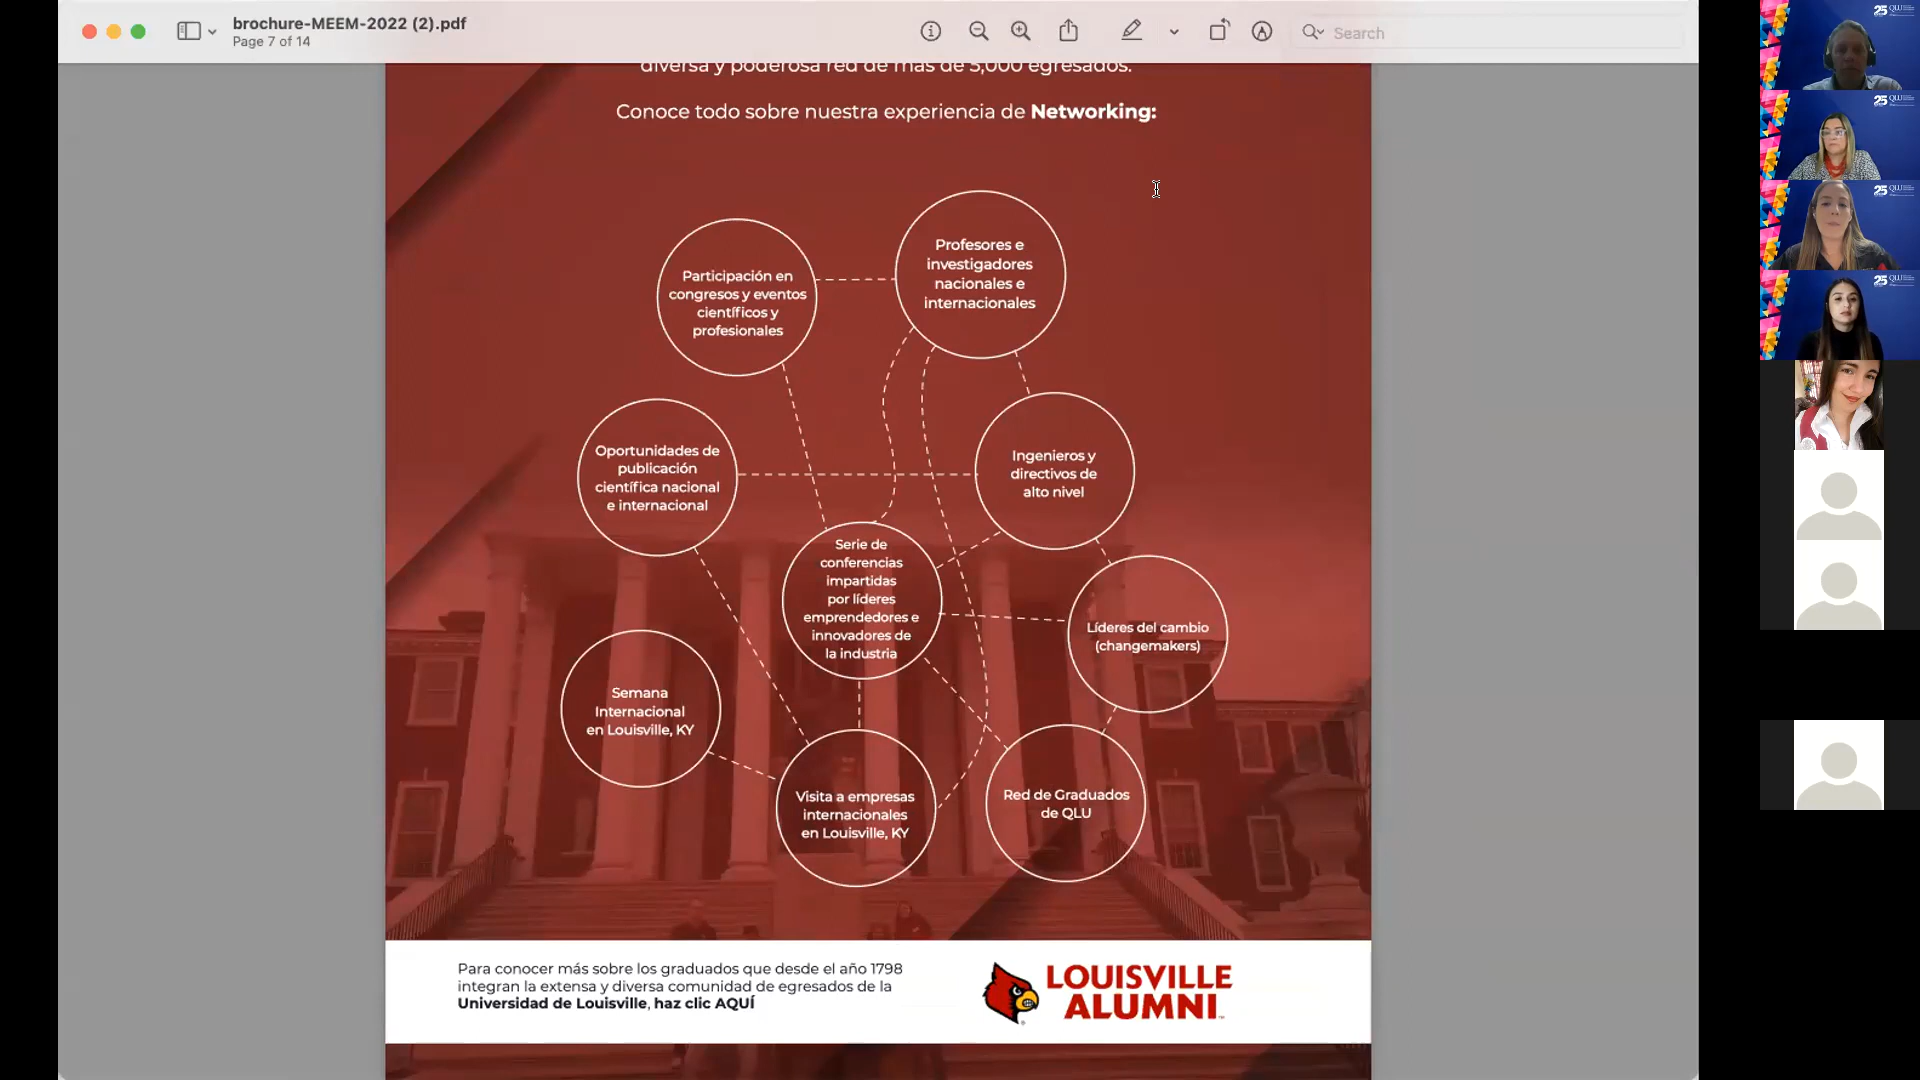 brochure-MEEM-2022 (2).pdf
Page 7 of 14
Search
diversa y poderosa red de más de 5,000 egresados.
Conoce todo sobre nuestra experiencia de Networking:
Participación en
congresos y eventos
científicos y
profesionales
Profesores e
investigadores
nacionales e
internacionales
Oportunidades de
publicación
científica nacional
e internacional
Ingenieros y
directivos de
alto nivel
Serie de
conferencias
impartidas
por líderes
emprendedores e
innovadores de
la industria
Líderes del cambio
(changemakers)
Semana
Internacional
en Louisville, KY
Visita a empresas
internacionales
en Louisville, KY
Red de Graduados
de QLU
Para conocer más sobre los graduados que desde el año 1798
integran la extensa y diversa comunidad de egresados de la
Universidad de Louisville, haz clic AQUÍ
LOUISVILLE
ALUMNI
25 QLU
25 QLU
25 QLU
25 QLU